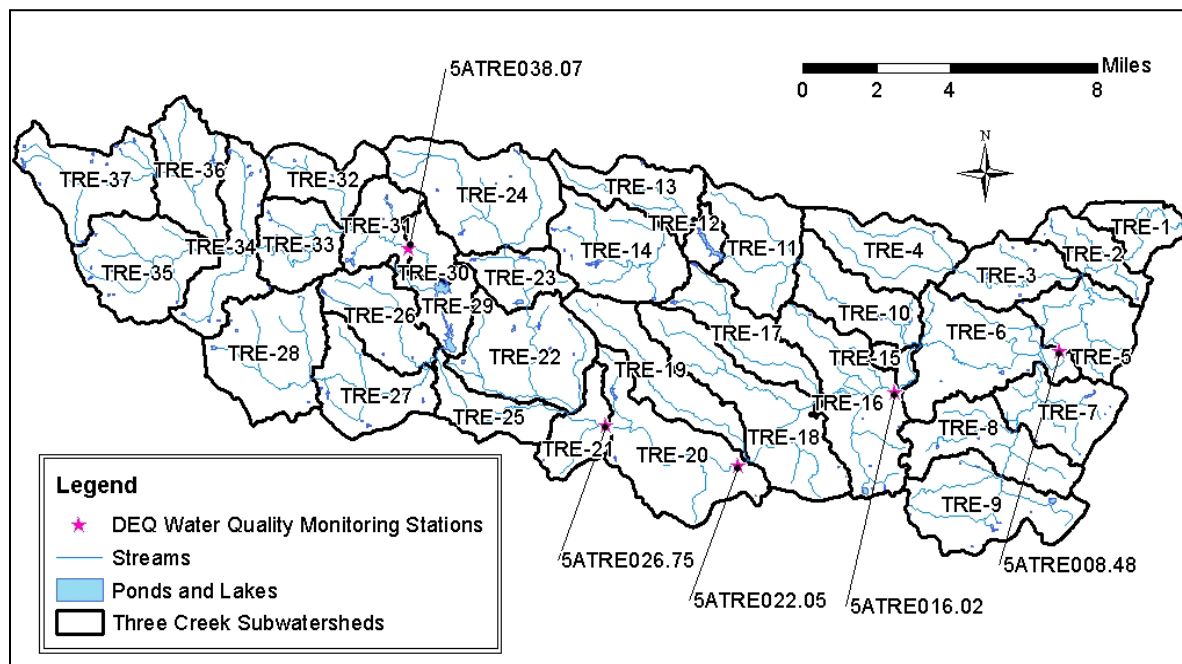 5ATRE038.07
Miles
0 2 4 8
N
TRE-37
TRE-36
TRE-32
TRE-24
TRE-13
TRE-1
TRE-31
TRE-12
TRE-34
TRE-33
TRE-14
TRE-11
TRE-4
TRE-2
TRE-35
TRE-30
TRE-23
TRE-3
TRE-29
TRE-26
TRE-17
TRE-10
TRE-6
TRE-28
TRE-22
TRE-15
TRE-5
TRE-19
TRE-27
TRE-16
TRE-7
TRE-25
TRE-8
TRE-18
TRE-21
TRE-20
TRE-9
5ATRE026.75
5ATRE022.05
5ATRE016.02
5ATRE008.48
Legend
DEQ Water Quality Monitoring Stations
Streams
Ponds and Lakes
Three Creek Subwatersheds